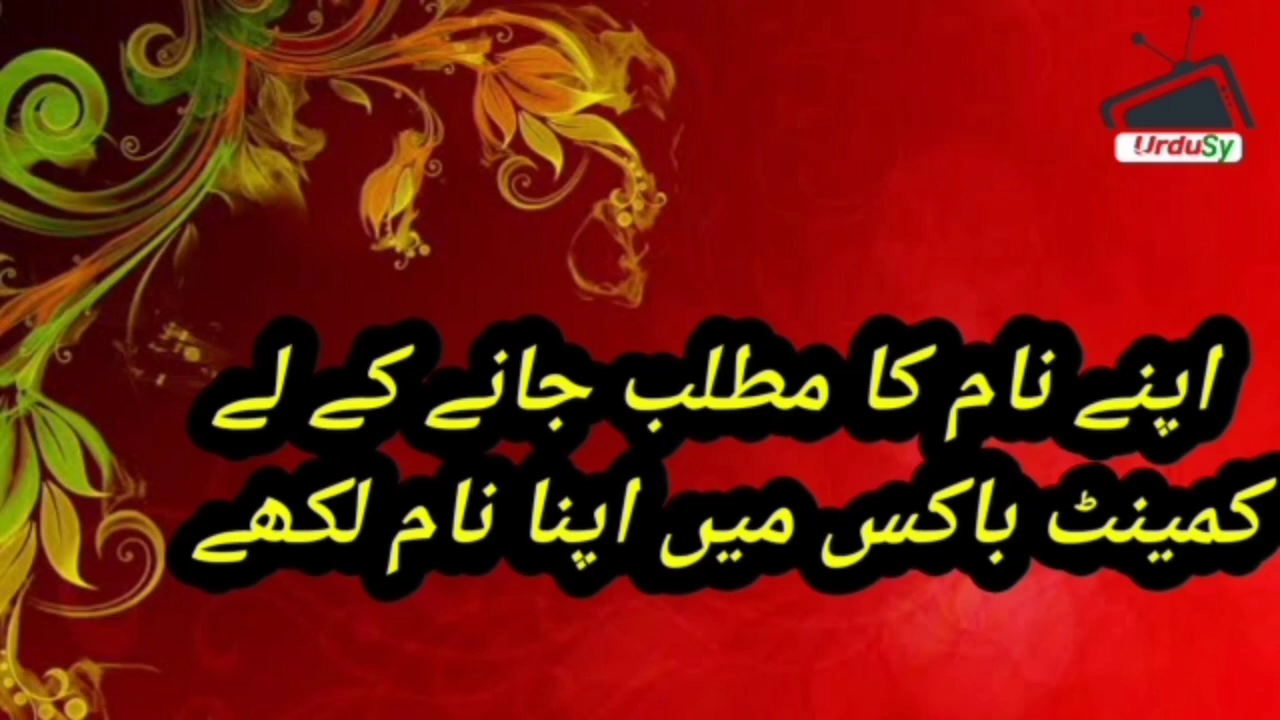 UrduSy
اپنے نام کا مطلب جانے کے لے
کمینٹ باکس میں اپنا نام لکھے